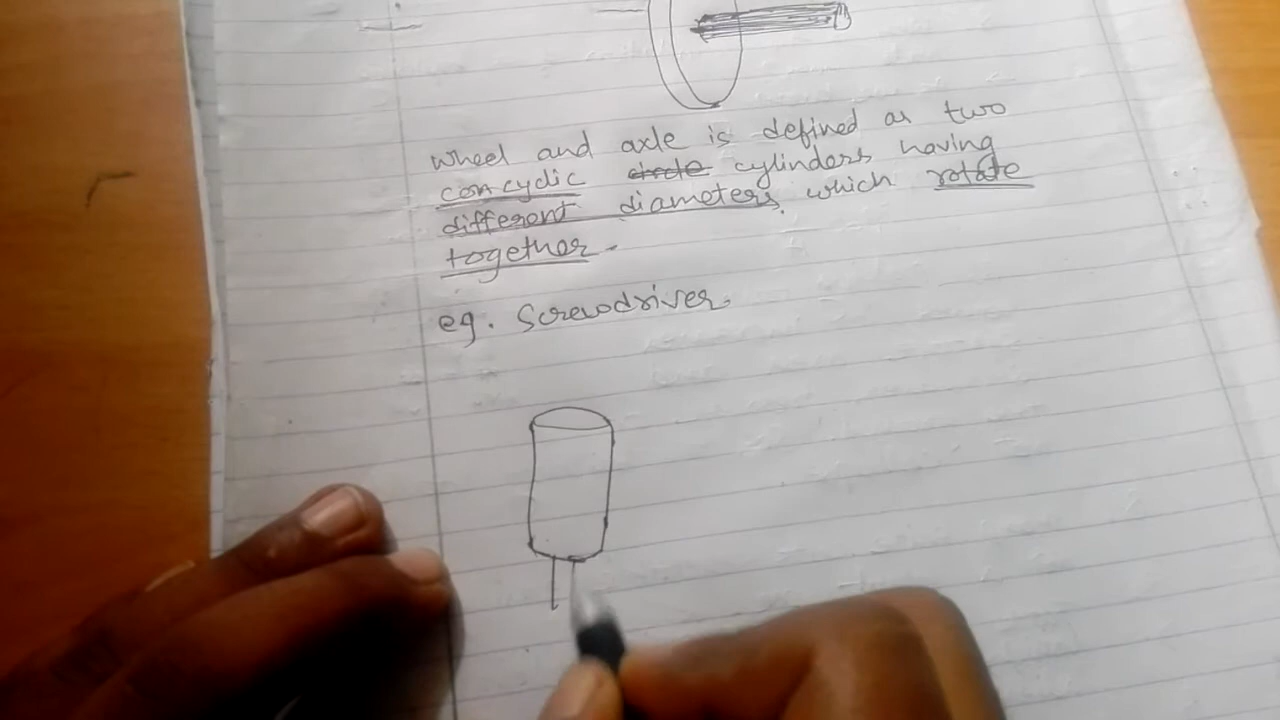 wheel and axle is defined as two
concyclic circle cylinders having
different diameters, which rotate
together.
eg. Screwdriver.